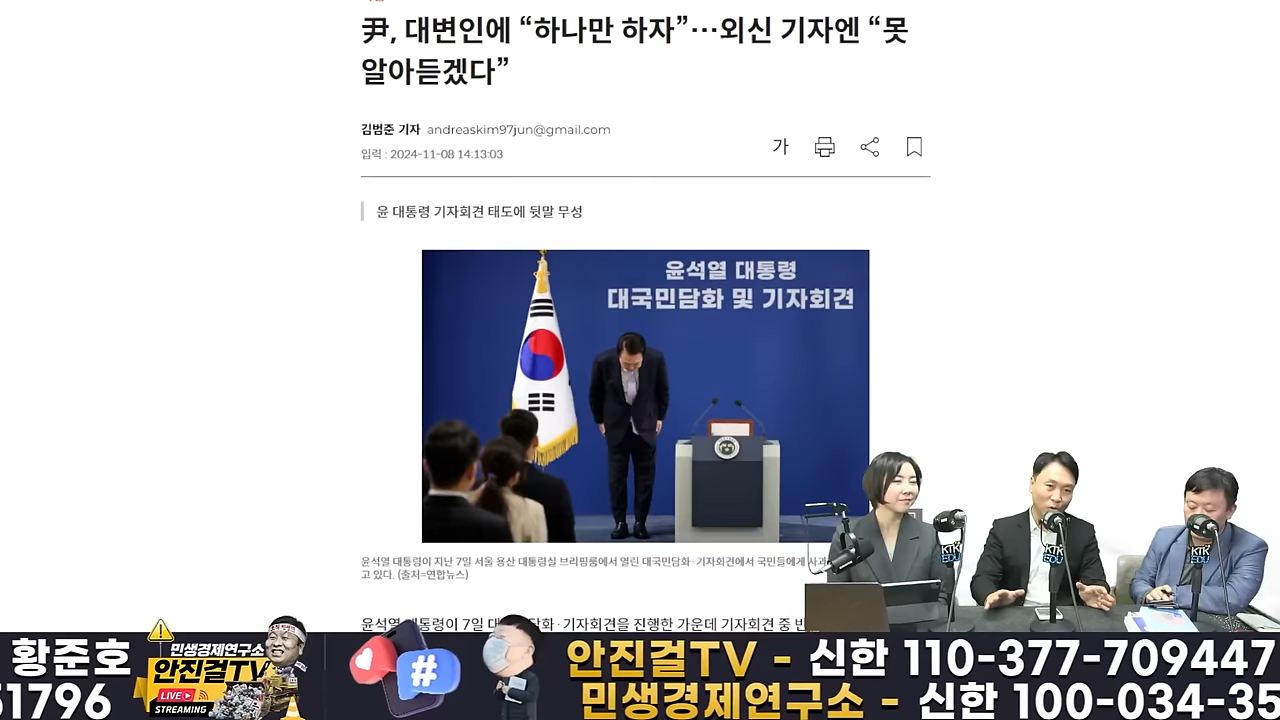 尹, 대변인에 “하나만 하자”…외신 기자엔 “못
알아듣겠다”
김범준 기자 andreaskim97jun@gmail.com
입력 : 2024-11-08 14:13:03
가
윤 대통령 기자회견 태도에 뒷말 무성
윤석열 대통령
대국민담화 및 기자회견
윤석열 대통령이 지난 7일 서울 용산 대통령실 브리핑룸에서 열린 대국민담화·기자회견에서 국민들에게 사과
고 있다. (출처=연합뉴스)
윤석열 대통령이 7일 대 담화·기자회견을 진행한 가운데 기자회견 중 반
KTK
EDU
KTK
EDU
KTK
EDU
황준호
51796
민생경제연구소
안진걸TV
LIVE
STREAMING
#
안진걸TV - 신한 110-377-709447
민생경제연구소 - 신한 100-034-35